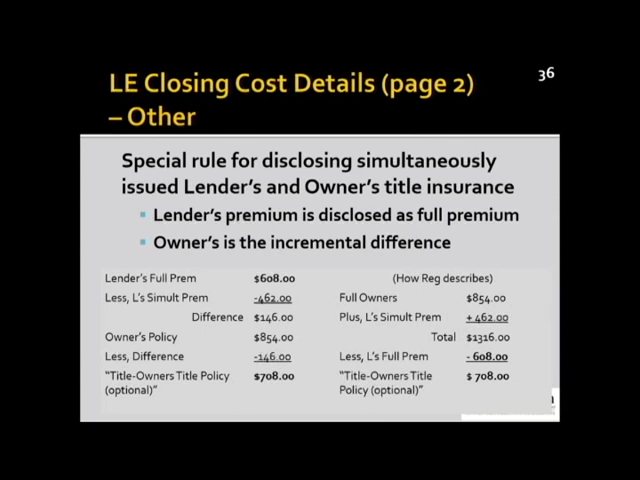 36
LE Closing Cost Details (page 2)
– Other
Special rule for disclosing simultaneously
issued Lender's and Owner's title insurance
Lender's premium is disclosed as full premium
Owner's is the incremental difference
Lender's Full Prem $608.00
Less, L's Simult Prem -462.00
Difference $146.00
Owner's Policy $854.00
Less, Difference -146.00
"Title-Owners Title Policy $708.00
(optional)"
(How Reg describes)
Full Owners $854.00
Plus, L's Simult Prem + 462.00
Total $1316.00
Less, L's Full Prem - 608.00
"Title-Owners Title $ 708.00
Policy (optional)"